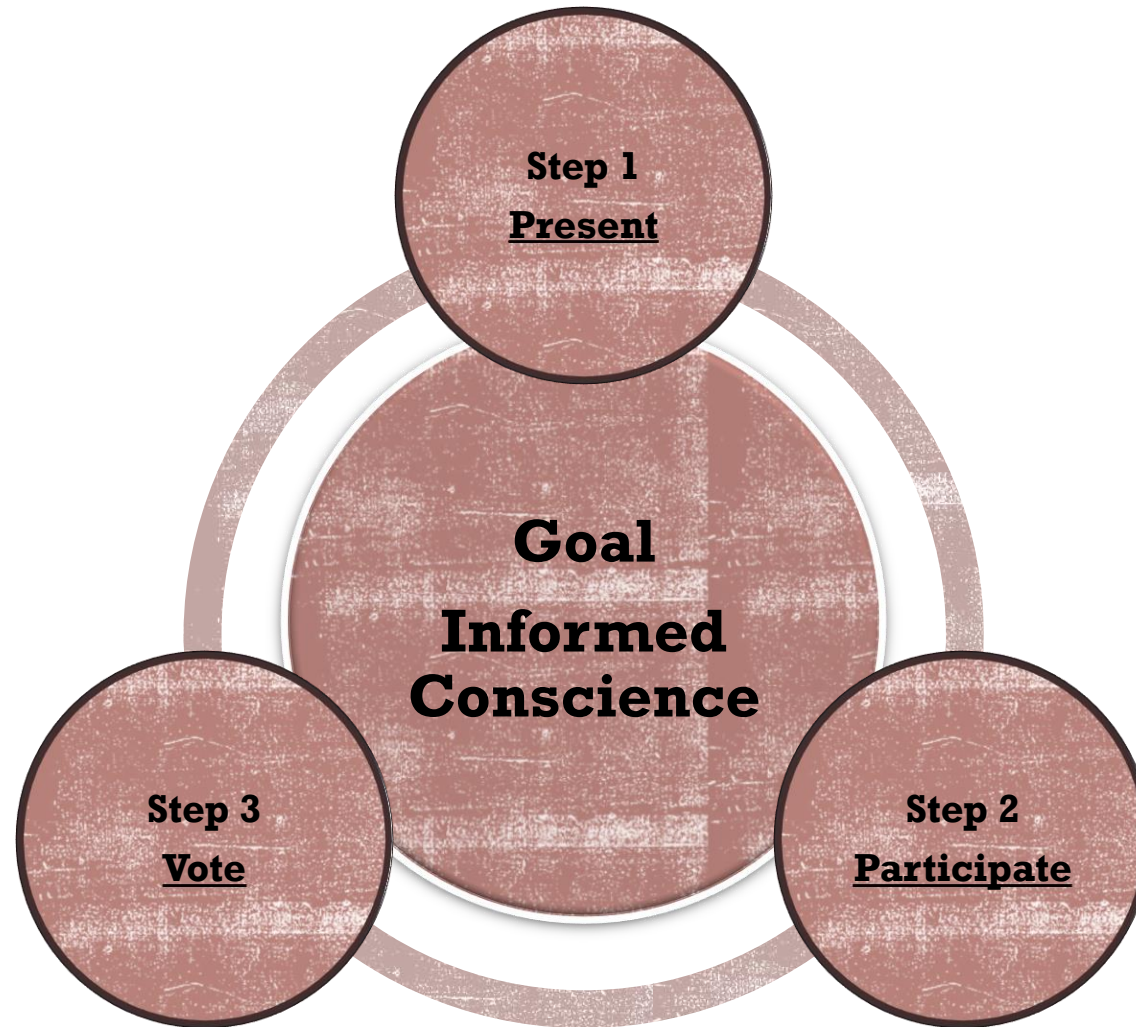 Step 1
Present
Goal
Informed
Conscience
Step 3
Vote
Step 2
Participate